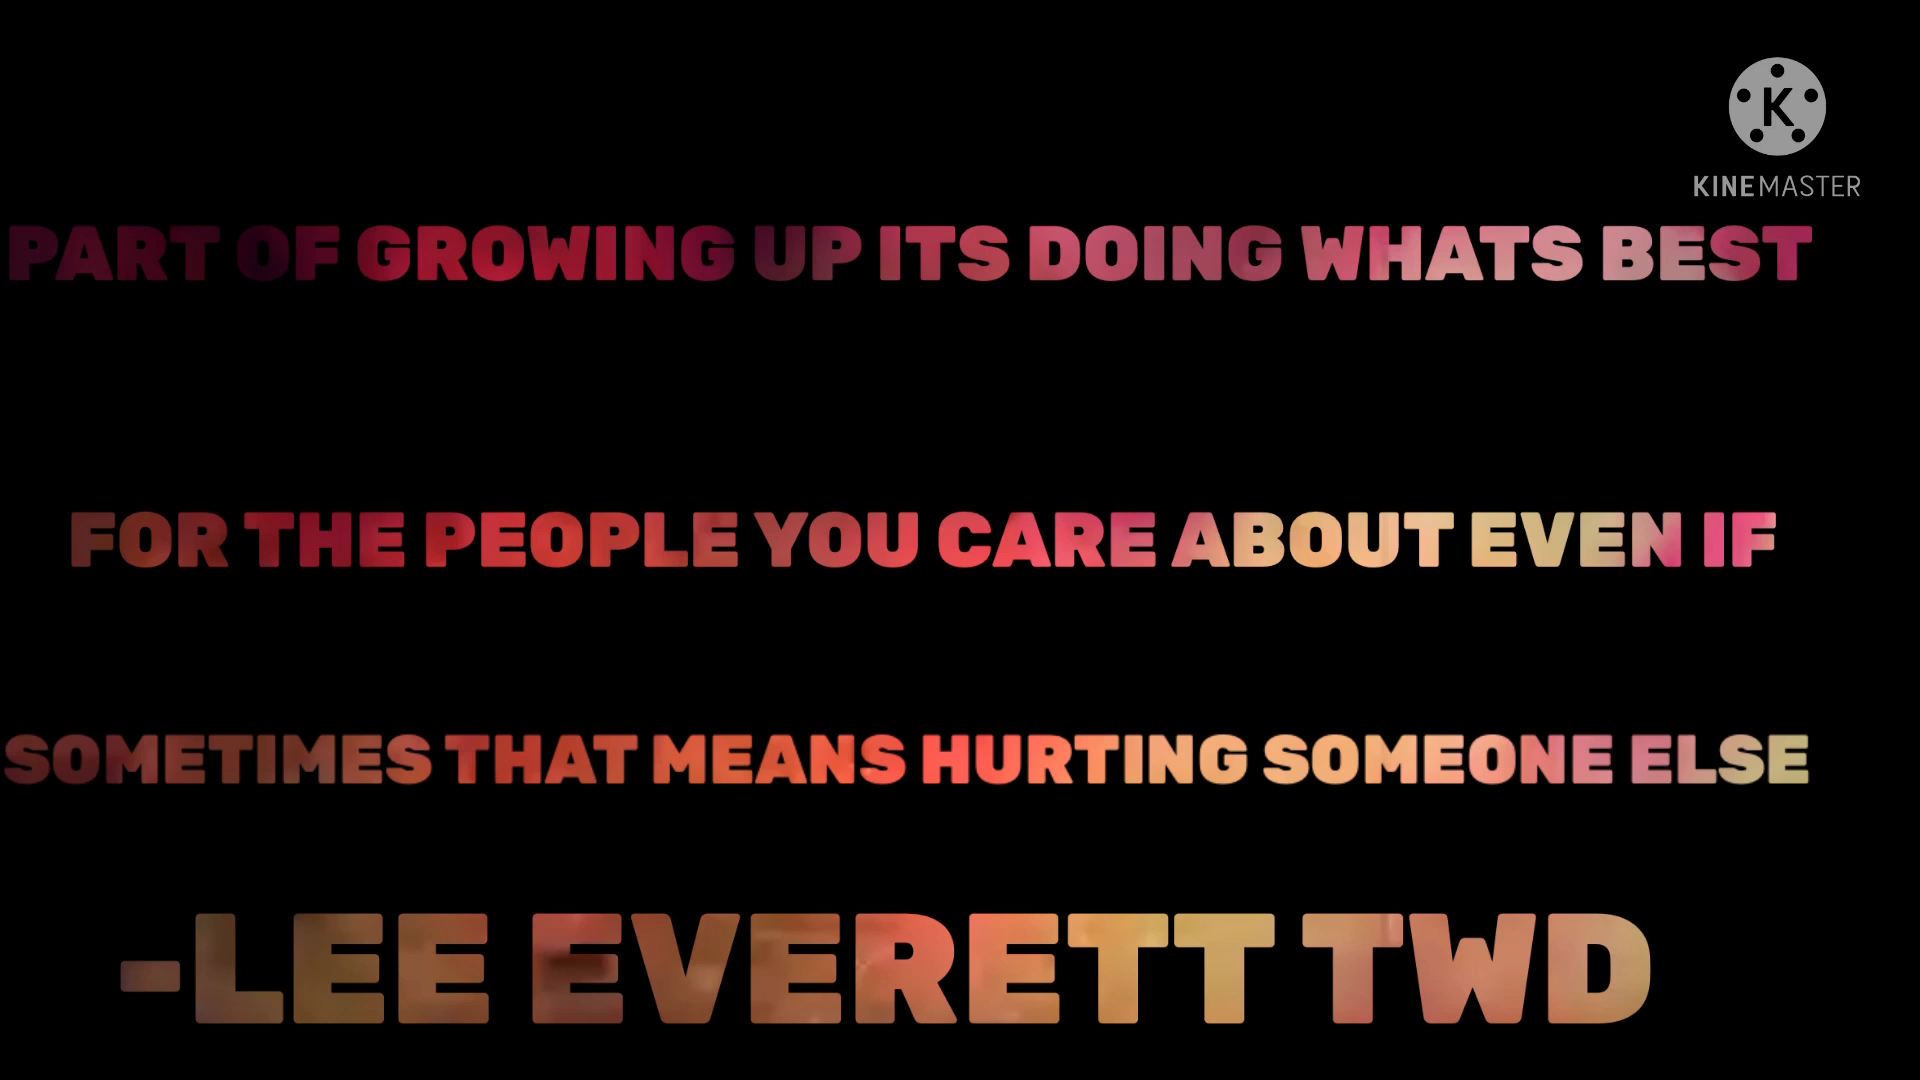 K
KINEMASTER
PART OF GROWING UP ITS DOING WHATS BEST
FOR THE PEOPLE YOU CARE ABOUT EVEN IF
SOMETIMES THAT MEANS HURTING SOMEONE ELSE
-LEE EVERETT TWD